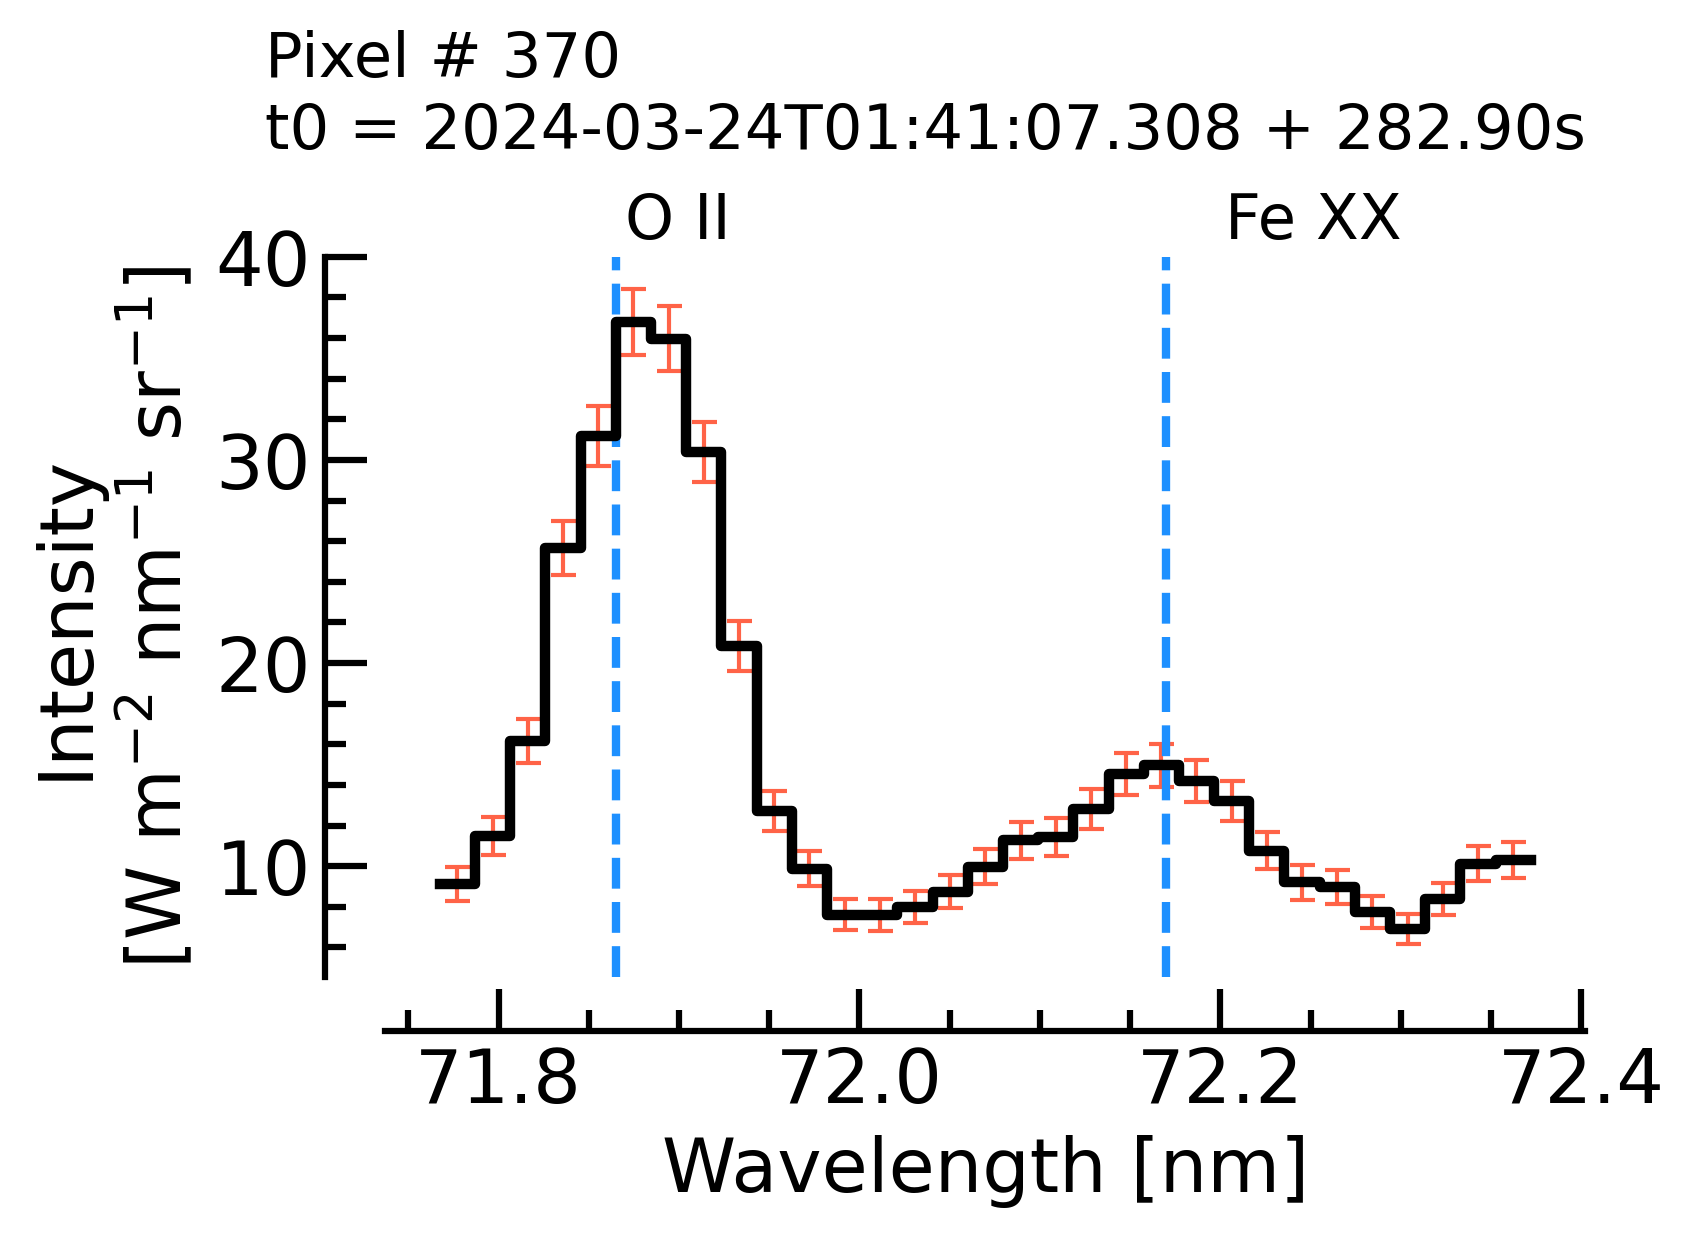 Pixel # 370
t0 = 2024-03-24T01:41:07.308 + 282.90s
O II
Fe XX
Intensity
[W m⁻² nm⁻¹ sr⁻¹]
40
30
20
10
71.8 72.0 72.2 72.4
Wavelength [nm]